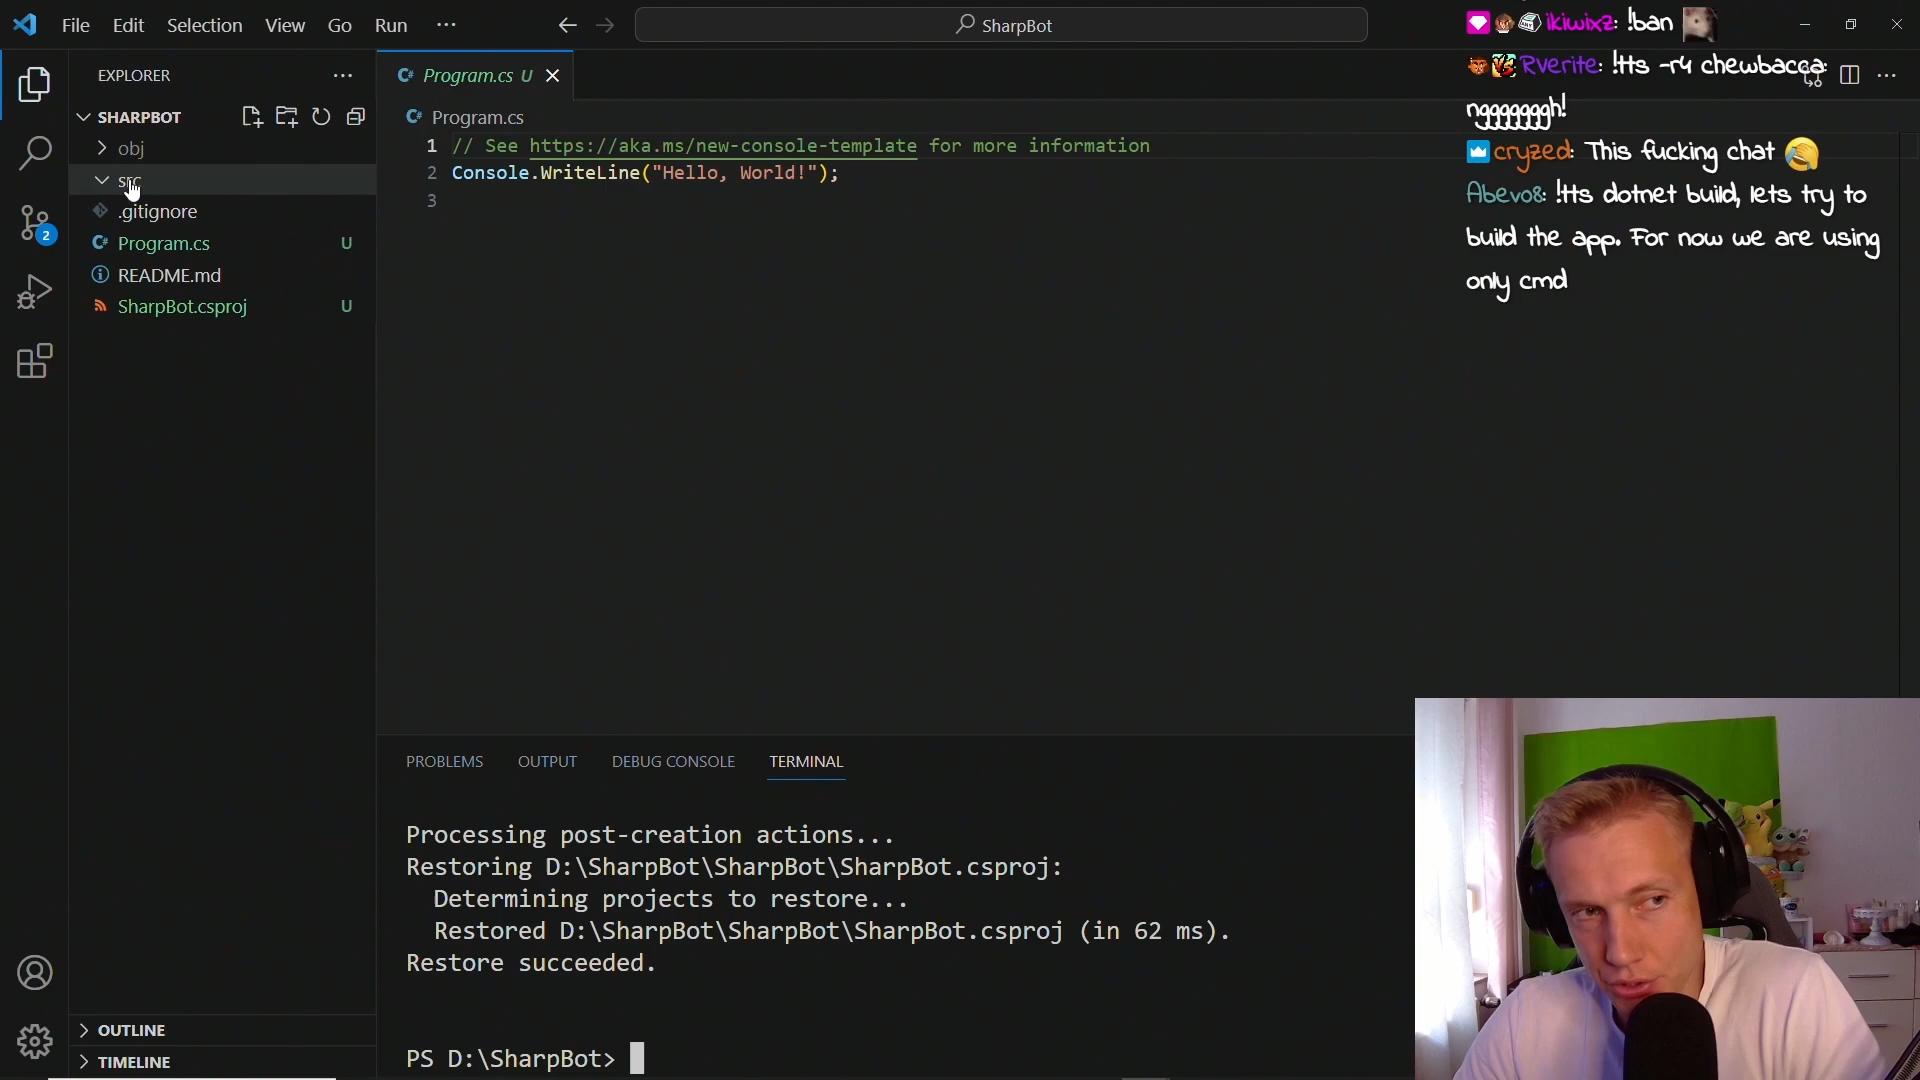 File Edit Selection View Go Run ···
SharpBot
EXPLORER
SHARPBOT
obj
src
.gitignore
Program.cs U
README.md
SharpBot.csproj U
OUTLINE
TIMELINE
2
Program.cs U
Program.cs
1 // See https://aka.ms/new-console-template for more information
2 Console.WriteLine("Hello, World!");
3
PROBLEMS OUTPUT DEBUG CONSOLE TERMINAL
Processing post-creation actions...
Restoring D:\SharpBot\SharpBot\SharpBot.csproj:
Determining projects to restore...
Restored D:\SharpBot\SharpBot\SharpBot.csproj (in 62 ms).
Restore succeeded.
PS D:\SharpBot>
ikiwixz: !ban
Rverite: !tts -r4 chewbacca:
ngggggggh!
cryzed: This fucking chat
Abevo8: !tts dotnet build, lets try to
build the app. For now we are using
only cmd